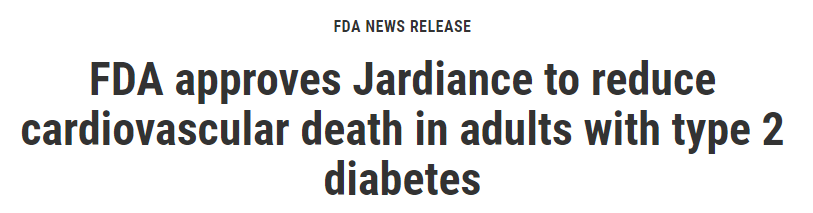 FDA NEWS RELEASE
FDA approves Jardiance to reduce
cardiovascular death in adults with type 2
diabetes